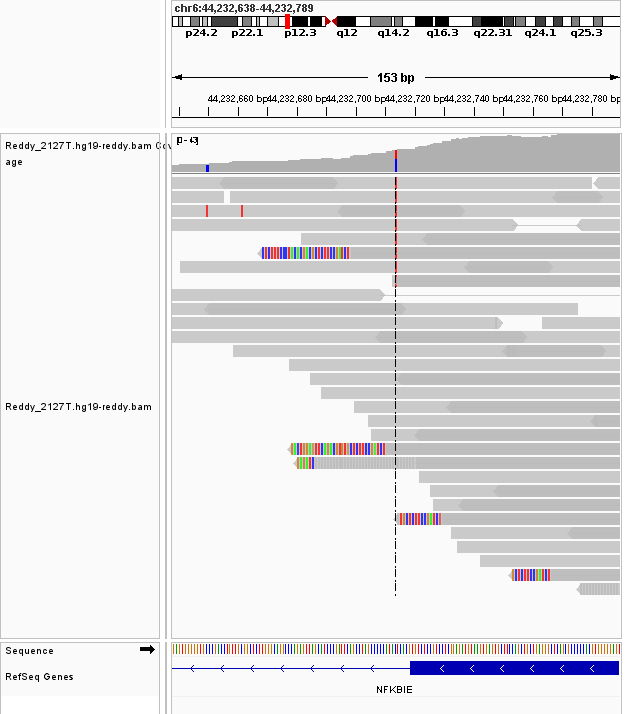 chr6:44,232,638-44,232,789
p24.2 p22.1 p12.3 q12 q14.2 q16.3 q22.31 q24.1 q25.3
153 bp
44,232,660 bp 44,232,680 bp 44,232,700 bp 44,232,720 bp 44,232,740 bp 44,232,760 bp 44,232,780 bp
[0 - 43]
Reddy_2127T.hg19-reddy.bam Cov
age
Reddy_2127T.hg19-reddy.bam
Sequence
RefSeq Genes
NFKBIE